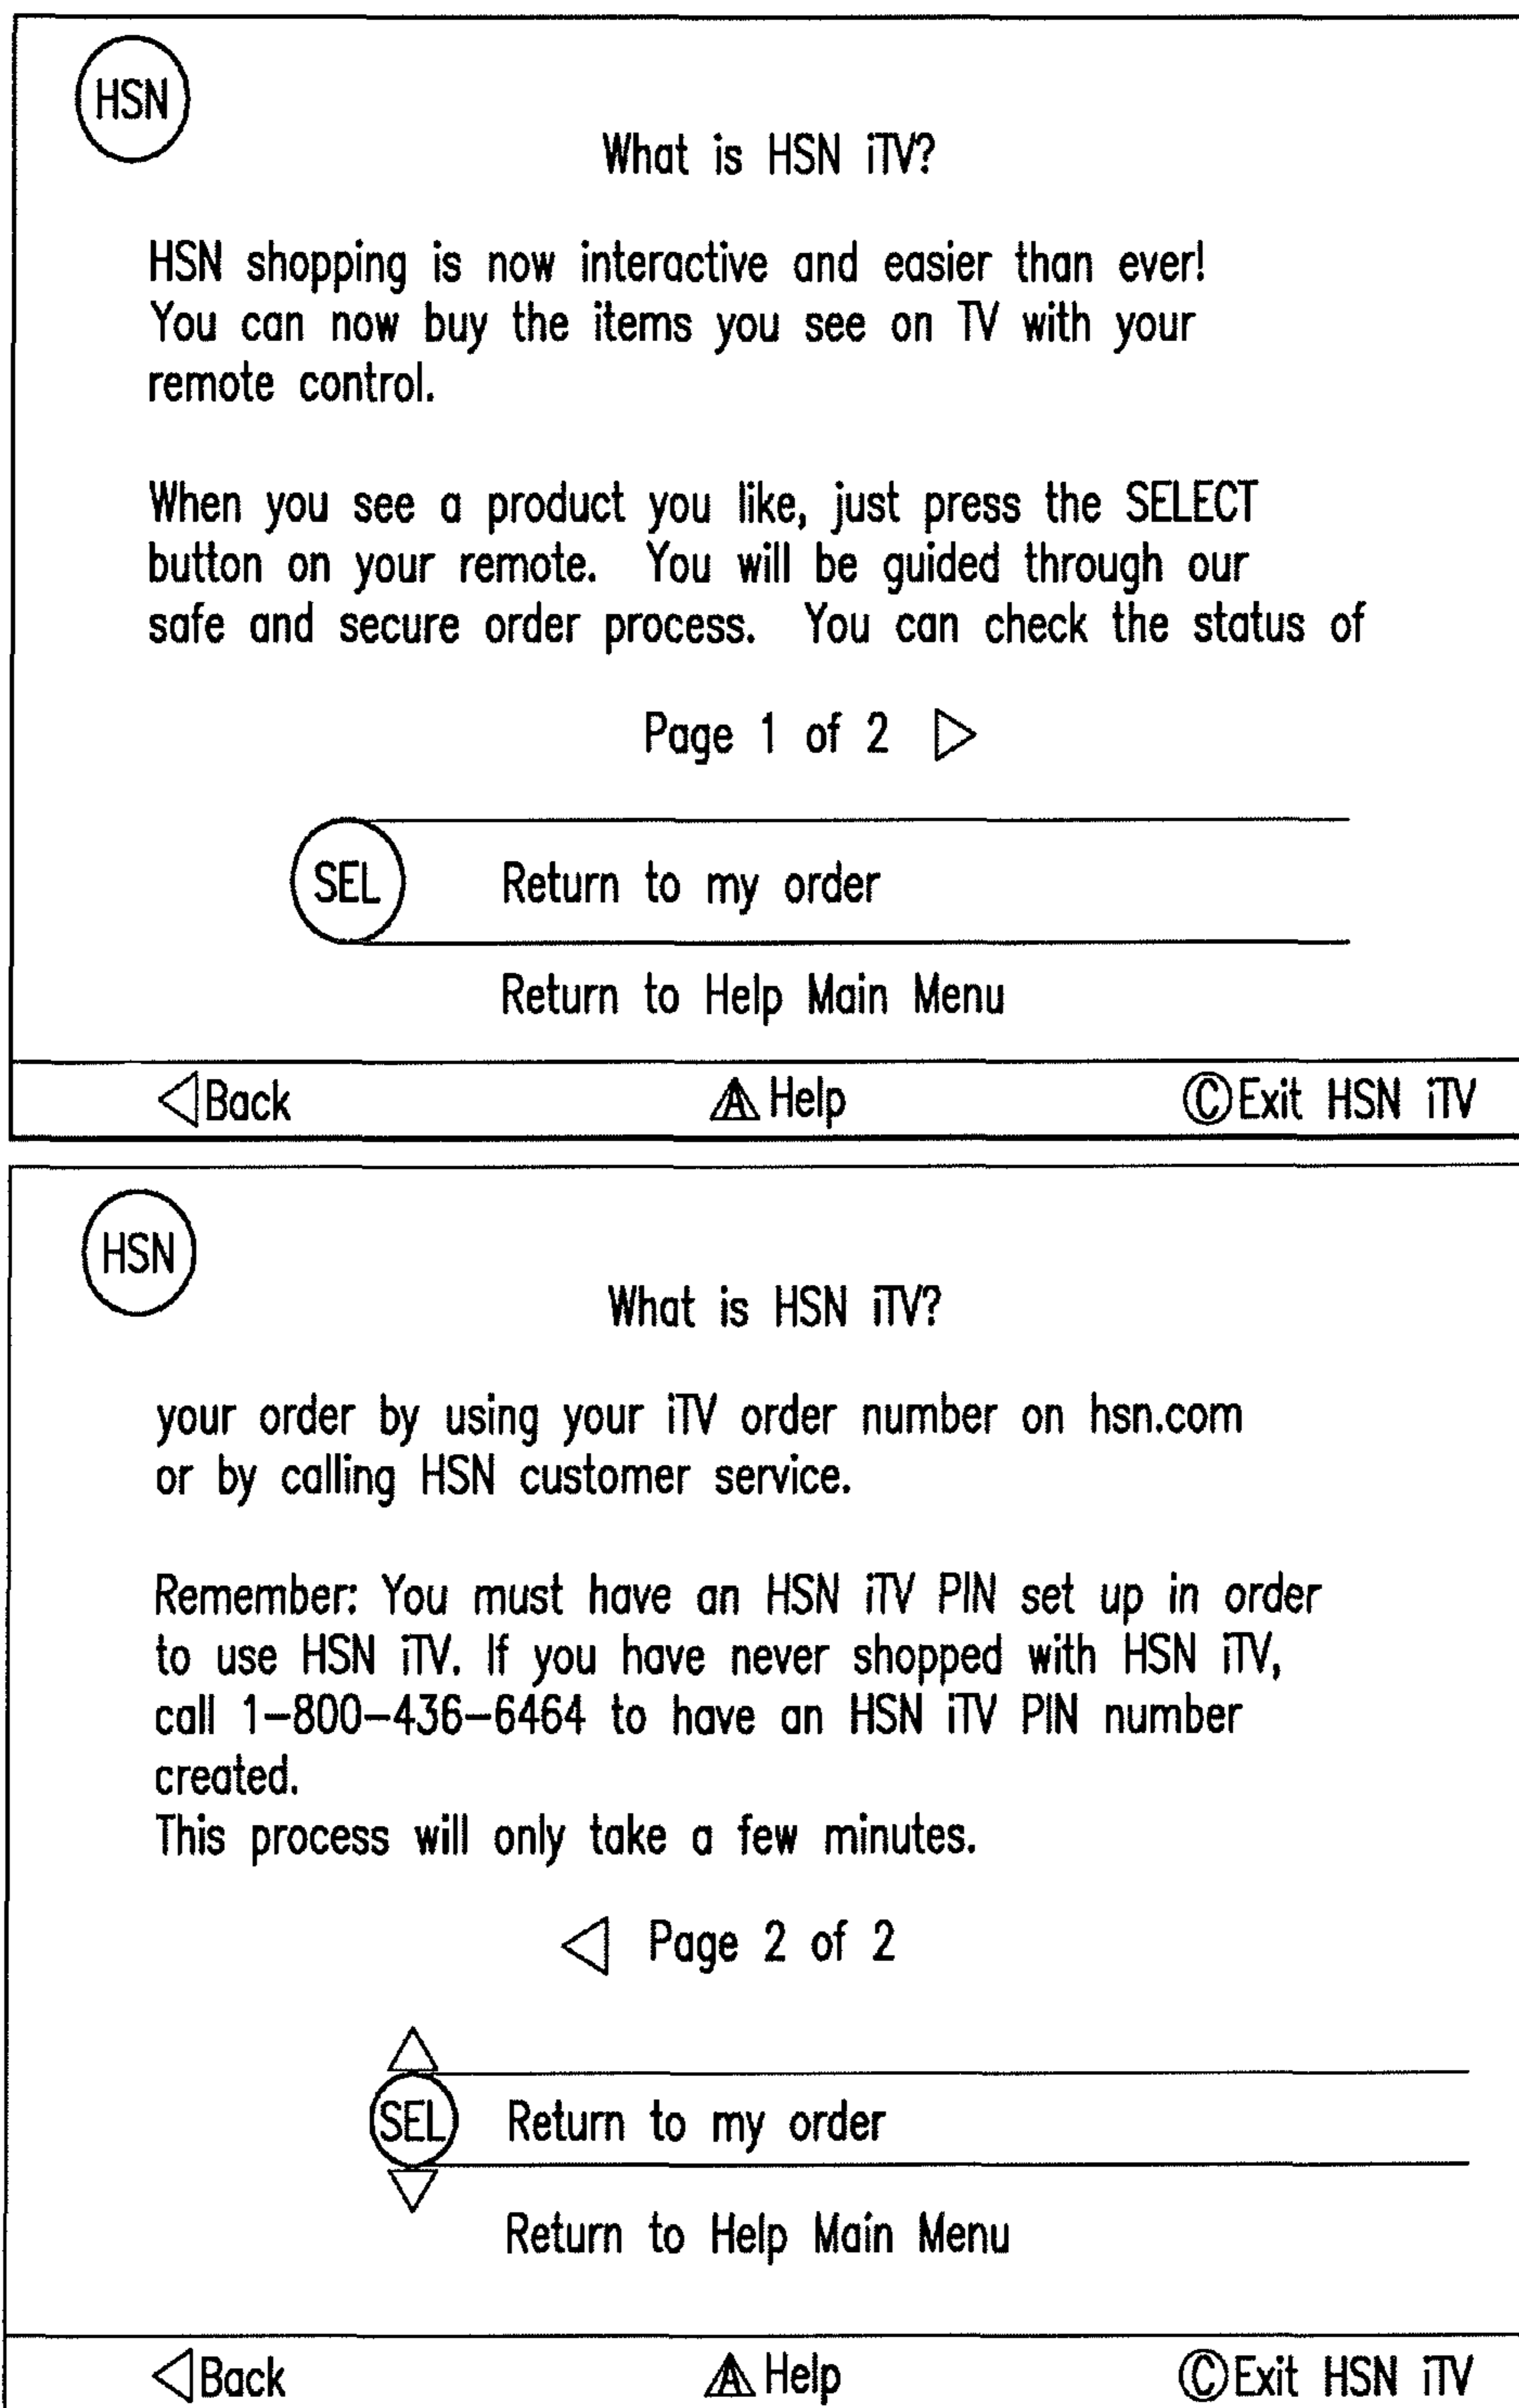 HSN
What is HSN iTV?
HSN shopping is now interactive and easier than ever!
You can now buy the items you see on TV with your
remote control.
When you see a product you like, just press the SELECT
button on your remote. You will be guided through our
safe and secure order process. You can check the status of
Page 1 of 2
SEL Return to my order
Return to Help Main Menu
Back A Help C Exit HSN iTV
HSN
What is HSN iTV?
your order by using your iTV order number on hsn.com
or by calling HSN customer service.
Remember: You must have an HSN iTV PIN set up in order
to use HSN iTV. If you have never shopped with HSN iTV,
call 1-800-436-6464 to have an HSN iTV PIN number
created.
This process will only take a few minutes.
Page 2 of 2
SEL Return to my order
Return to Help Main Menu
Back A Help C Exit HSN iTV